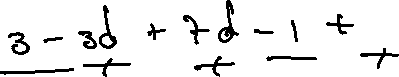 3 - 3d + 7d - 1 +